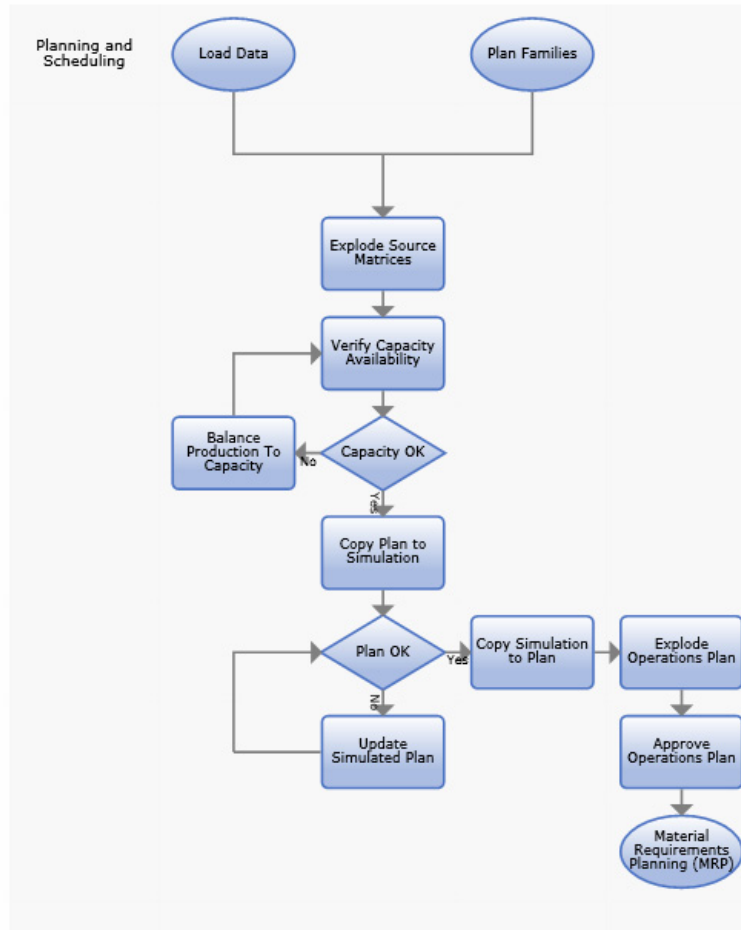 Planning and
Scheduling
Load Data
Plan Families
Explode Source
Matrices
Verify Capacity
Availability
Balance
Production To
Capacity
No
Capacity OK
Yes
Copy Plan to
Simulation
Plan OK
Yes
Copy Simulation
to Plan
Explode
Operations Plan
No
Update
Simulated Plan
Approve
Operations Plan
Material
Requirements
Planning (MRP)